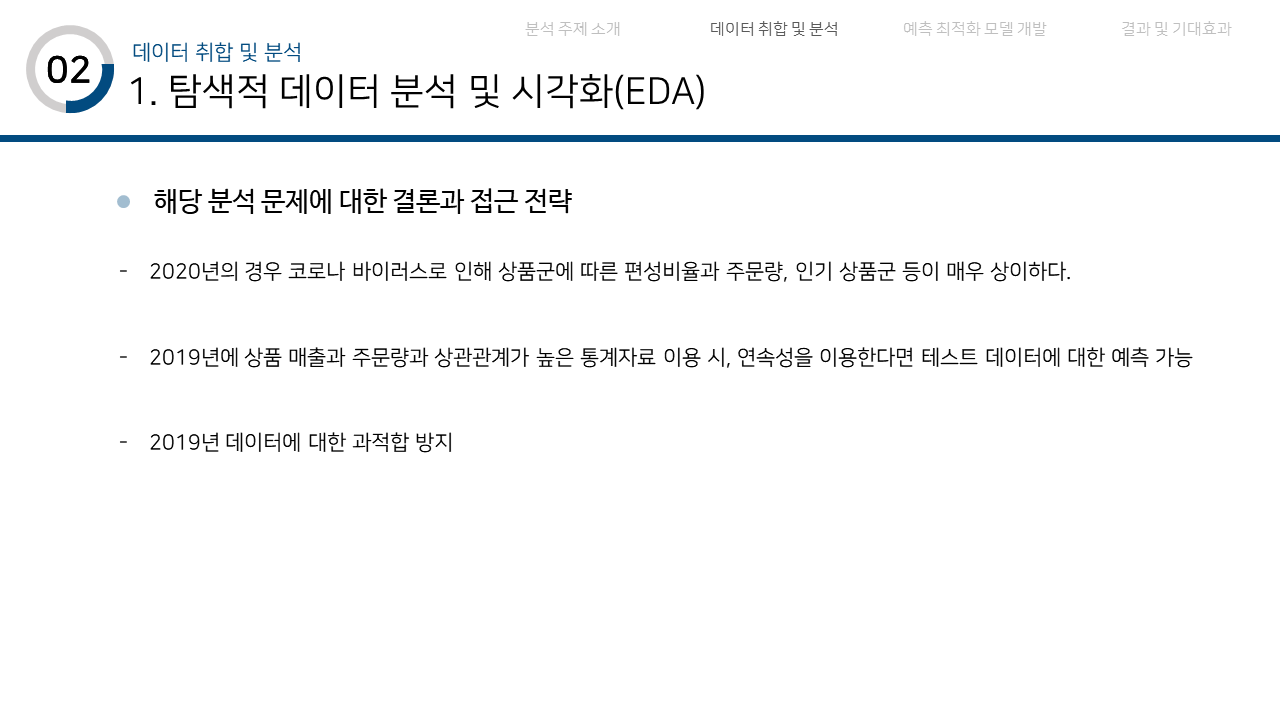 분석 주제 소개
데이터 취합 및 분석
예측 최적화 모델 개발
결과 및 기대효과
02
데이터 취합 및 분석
1. 탐색적 데이터 분석 및 시각화(EDA)
해당 분석 문제에 대한 결론과 접근 전략
- 2020년의 경우 코로나 바이러스로 인해 상품군에 따른 편성비율과 주문량, 인기 상품군 등이 매우 상이하다.
- 2019년에 상품 매출과 주문량과 상관관계가 높은 통계자료 이용 시, 연속성을 이용한다면 테스트 데이터에 대한 예측 가능
- 2019년 데이터에 대한 과적합 방지